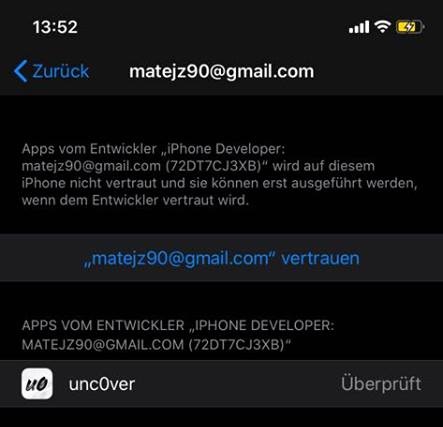 13:52
Zurück
matejz90@gmail.com
Apps vom Entwickler „iPhone Developer:
matejz90@gmail.com (72DT7CJ3XB)“ wird auf diesem
iPhone nicht vertraut und sie können erst ausgeführt werden,
wenn dem Entwickler vertraut wird.
„matejz90@gmail.com“ vertrauen
APPS VOM ENTWICKLER „IPHONE DEVELOPER:
MATEJZ90@GMAIL.COM (72DT7CJ3XB)“
u0 unc0ver Überprüft